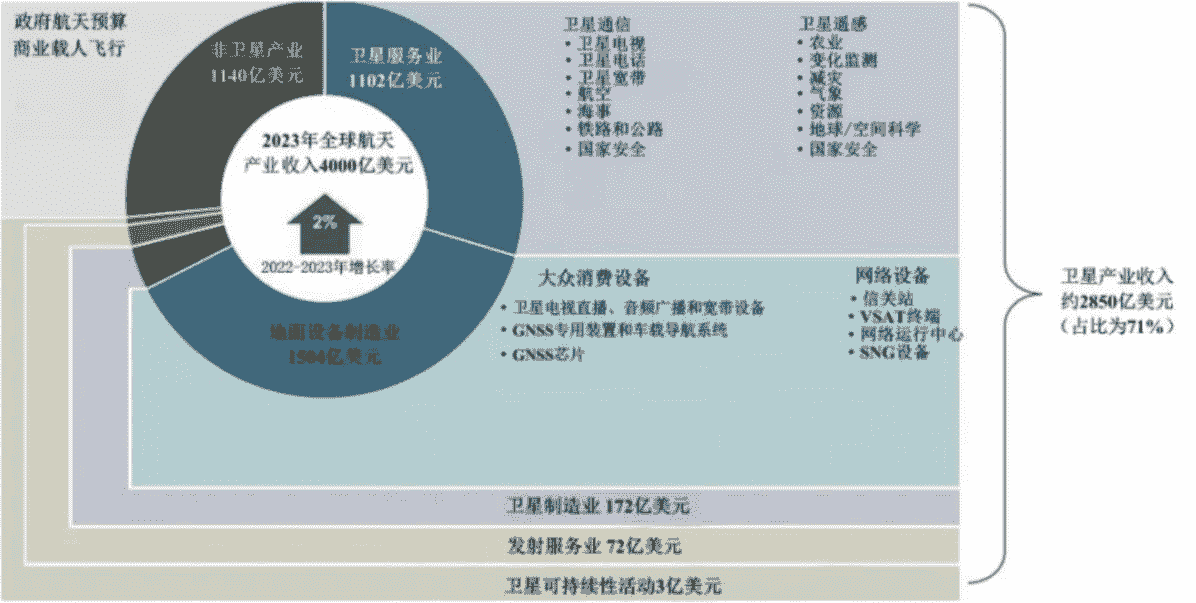 政府航天预算
商业载人飞行
非卫星产业
1140亿美元
卫星服务业
1102亿美元
2023年全球航天
产业收入4000亿美元
2%
2022-2023年增长率
地面设备制造业
1504亿美元
卫星通信
• 卫星电视
• 卫星电话
• 卫星宽带
• 航空
• 海事
• 铁路和公路
• 国家安全
卫星遥感
• 农业
• 变化监测
• 减灾
• 气象
• 资源
• 地球/空间科学
• 国家安全
大众消费设备
• 卫星电视直播、音频广播和宽带设备
• GNSS专用装置和车载导航系统
• GNSS芯片
网络设备
• 信关站
• VSAT终端
• 网络运行中心
• SNG设备
卫星制造业 172亿美元
发射服务业 72亿美元
卫星可持续性活动3亿美元
卫星产业收入
约2850亿美元
（占比为71%）